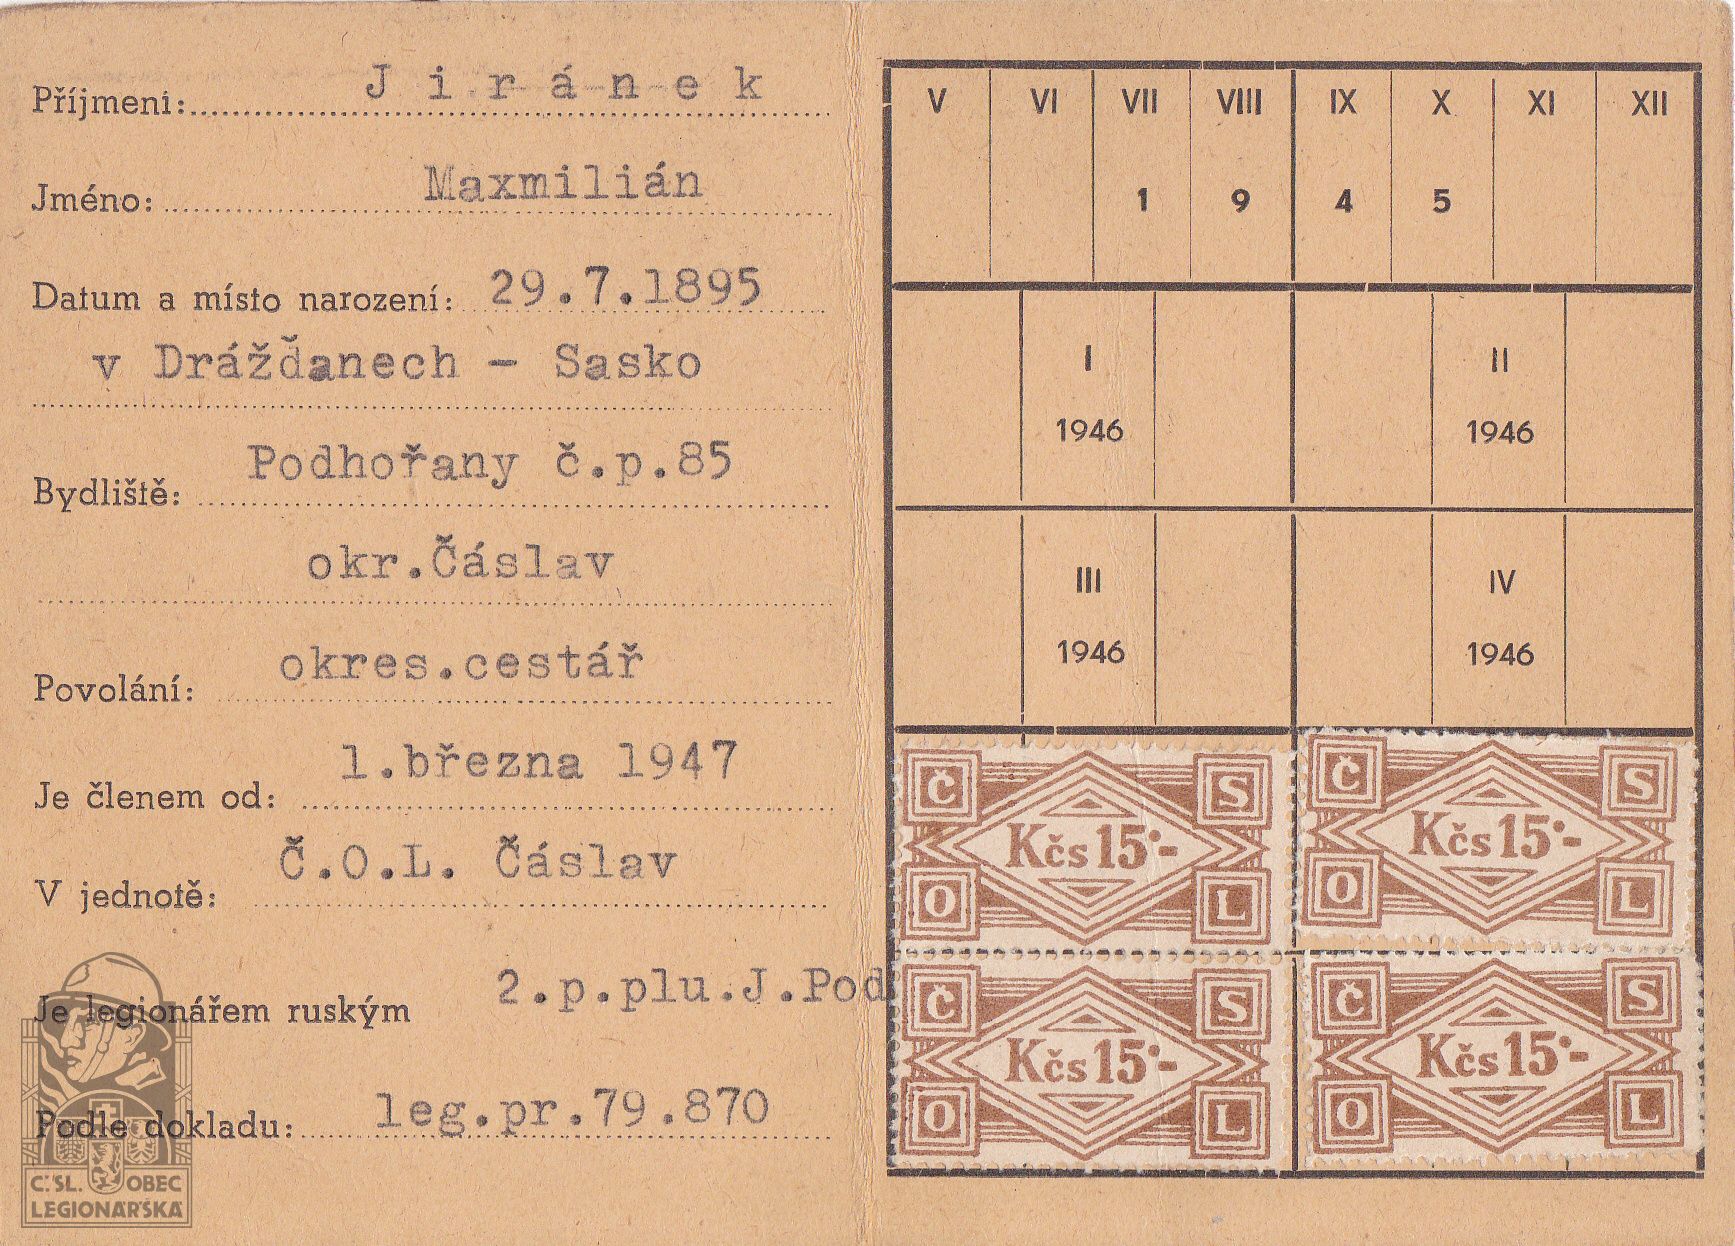 Příjmeni: Jiránek
Jméno: Maxmilián
Datum a místo narození: 29.7.1895
v Drážďanech - Sasko
Bydliště: Podhořany č.p.85
okr.Čáslav
Povolání: okres.cestář
Je členem od: 1.března 1947
V jednotě: Č.O.L. Čáslav
Je legionářem ruským 2.p.plu.J.Pod
Podle dokladu: leg.pr.79.870
Č.SL. OBEC
LEGIONÁŘSKÁ
V VI VII VIII IX X XI XII
1 9 4 5
I II
1946 1946
III IV
1946 1946
Č S
Kčs 15·-
O L
Č S
Kčs 15·-
O L
Č S
Kčs 15·-
O L
Č S
Kčs 15·-
O L